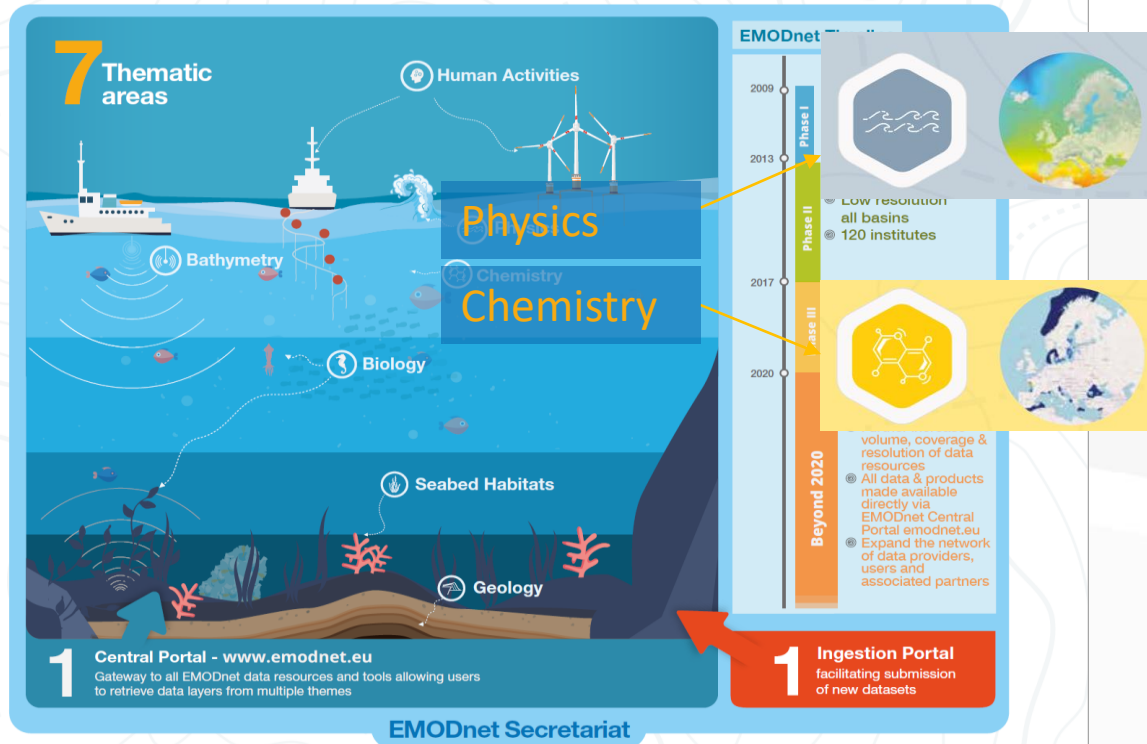 7 Thematic
areas
Human Activities
Physics
Bathymetry
Chemistry
Chemistry
Biology
Seabed Habitats
Geology
1 Central Portal - www.emodnet.eu
Gateway to all EMODnet data resources and tools allowing users
to retrieve data layers from multiple themes
EMODnet
2009
Phase I
2013
Phase II
Low resolution
all basins
120 institutes
2017
2020
Beyond 2020
volume, coverage &
resolution of data
resources
All data & products
made available
directly via
EMODnet Central
Portal emodnet.eu
Expand the network
of data providers,
users and
associated partners
1 Ingestion Portal
facilitating submission
of new datasets
EMODnet Secretariat